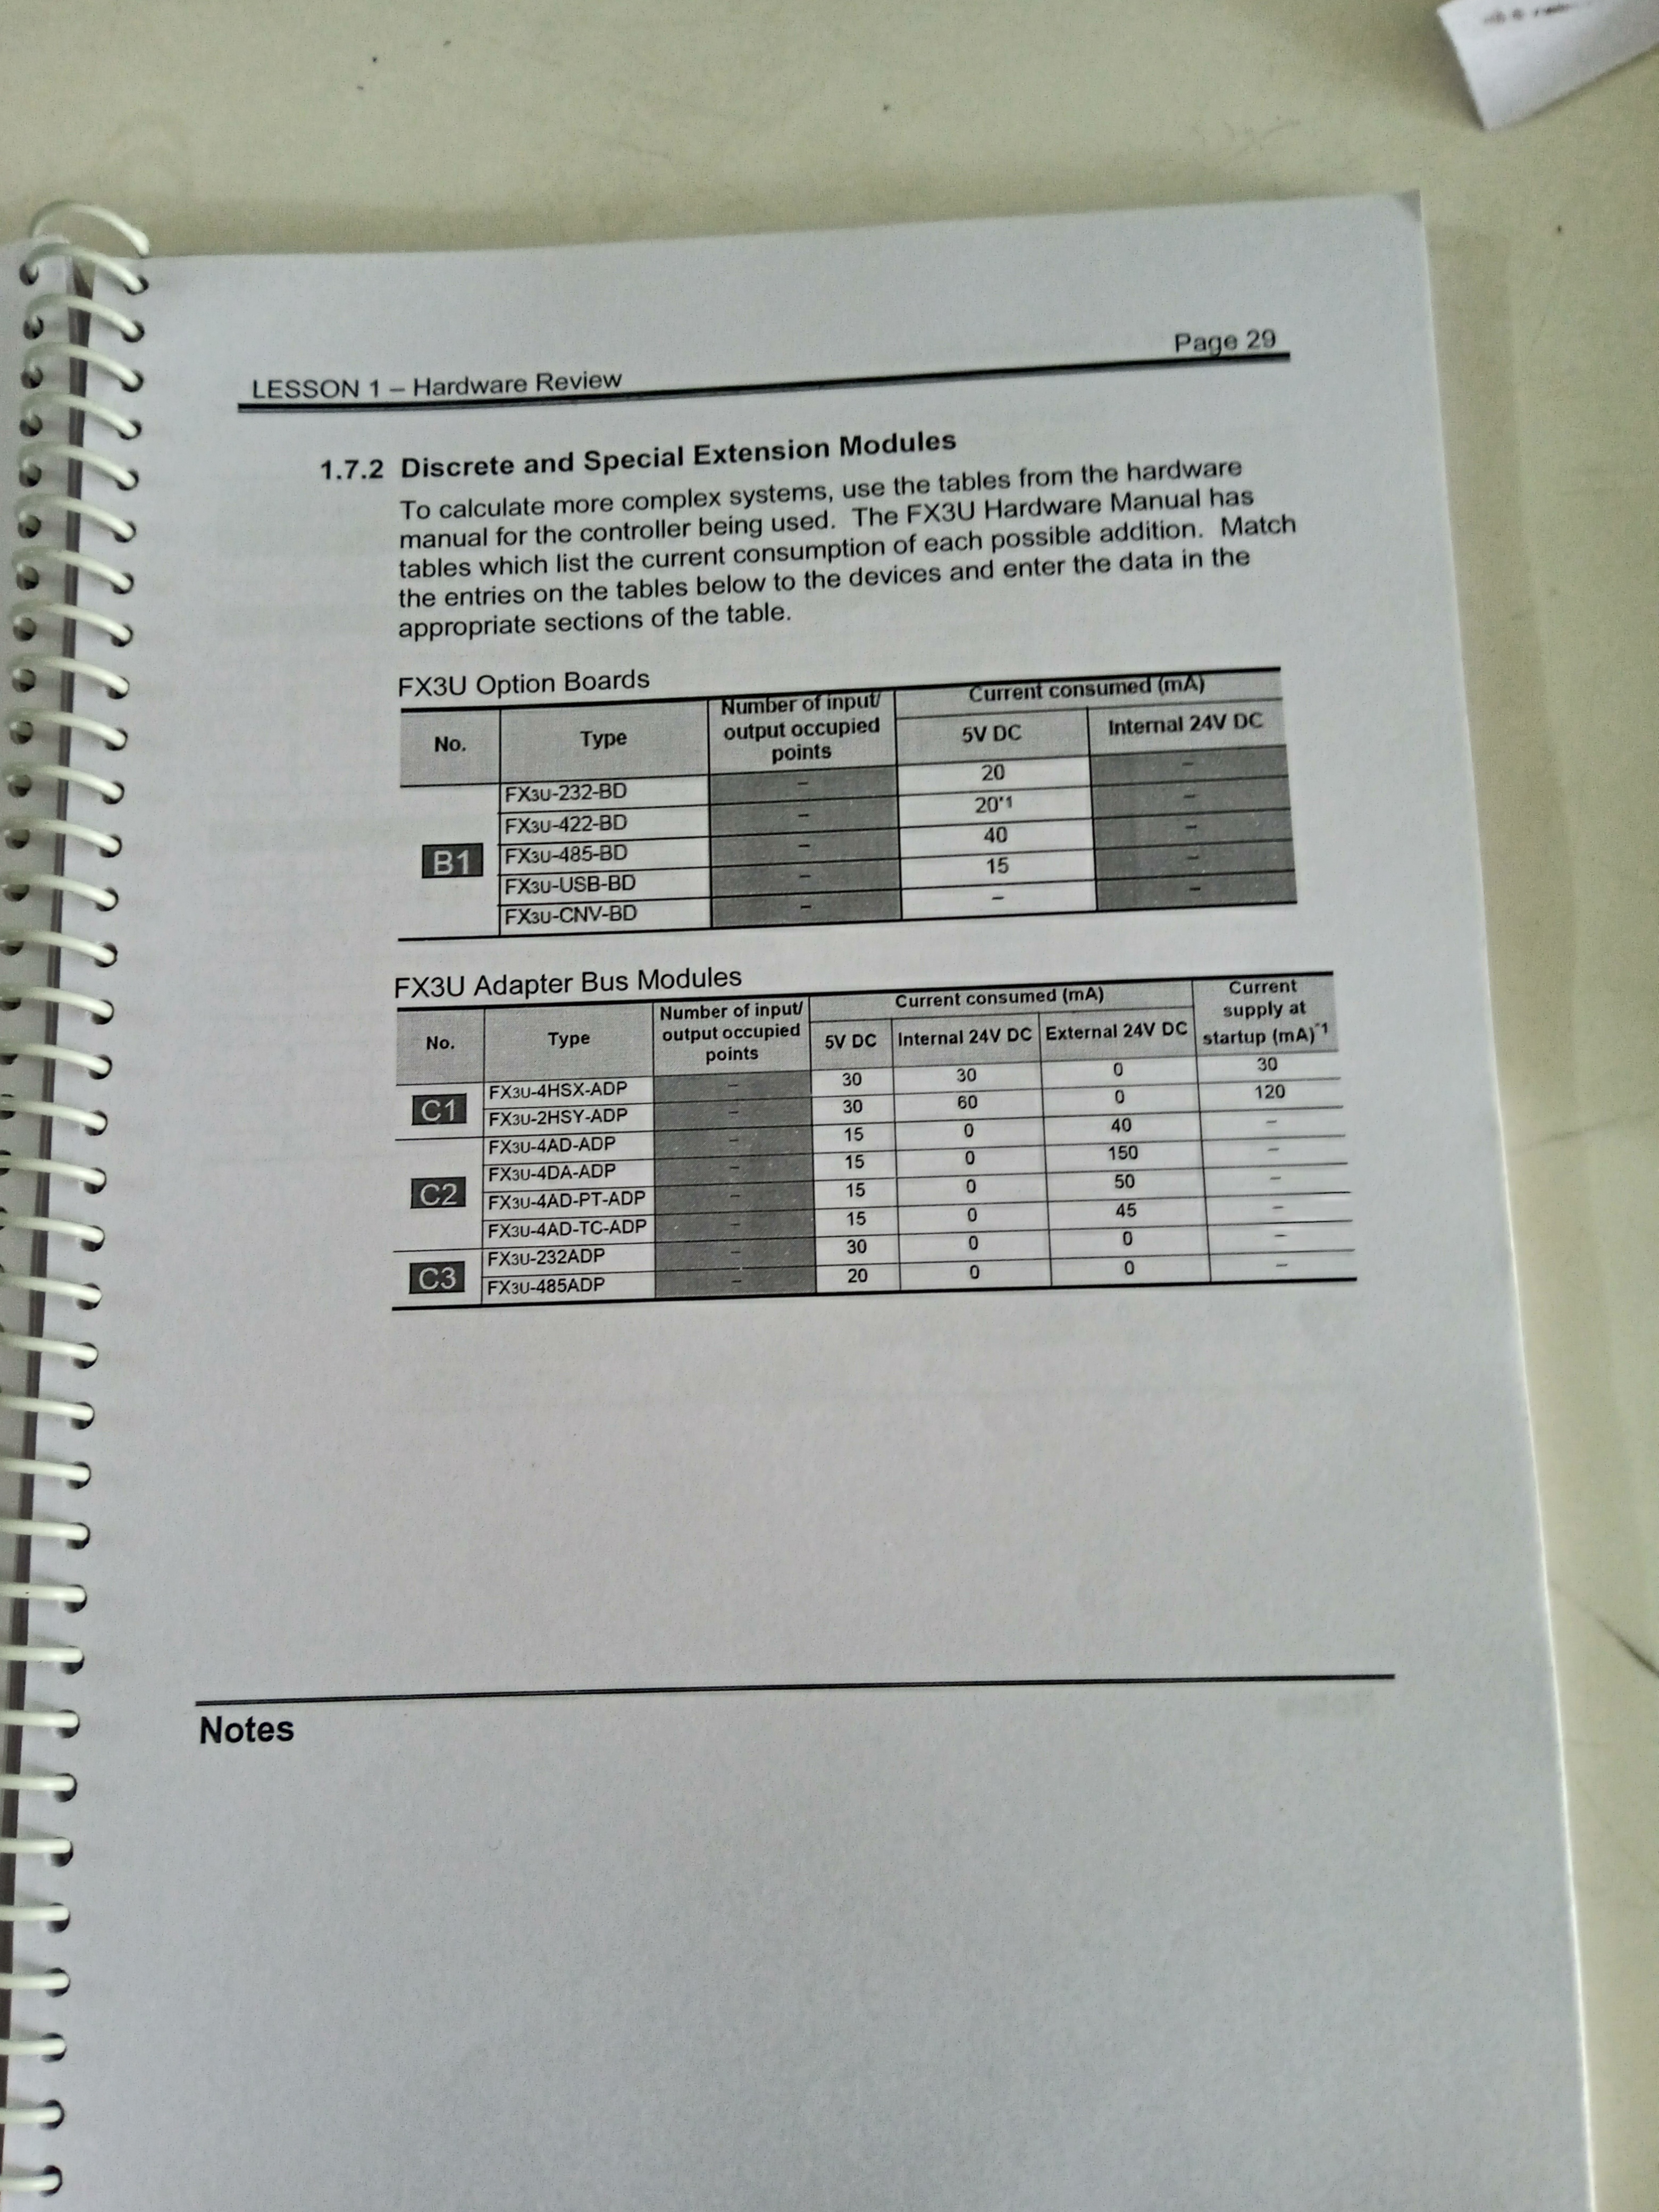 Page 29
LESSON 1 – Hardware Review
1.7.2 Discrete and Special Extension Modules
To calculate more complex systems, use the tables from the hardware
manual for the controller being used. The FX3U Hardware Manual has
tables which list the current consumption of each possible addition. Match
the entries on the tables below to the devices and enter the data in the
appropriate sections of the table.
FX3U Option Boards
No. Type Number of input/ output occupied points Current consumed (mA)
5V DC Internal 24V DC
B1
FX3U-232-BD – 20 –
FX3U-422-BD – 20*1 –
FX3U-485-BD – 40 –
FX3U-USB-BD – 15 –
FX3U-CNV-BD – – –
FX3U Adapter Bus Modules
No. Type Number of input/ output occupied points Current consumed (mA) Current supply at startup (mA)*1
5V DC Internal 24V DC External 24V DC
C1
FX3U-4HSX-ADP – 30 30 0 30
FX3U-2HSY-ADP – 30 60 0 120
C2
FX3U-4AD-ADP – 15 0 40 –
FX3U-4DA-ADP – 15 0 150 –
FX3U-4AD-PT-ADP – 15 0 50 –
FX3U-4AD-TC-ADP – 15 0 45 –
C3
FX3U-232ADP – 30 0 0 –
FX3U-485ADP – 20 0 0 –
Notes